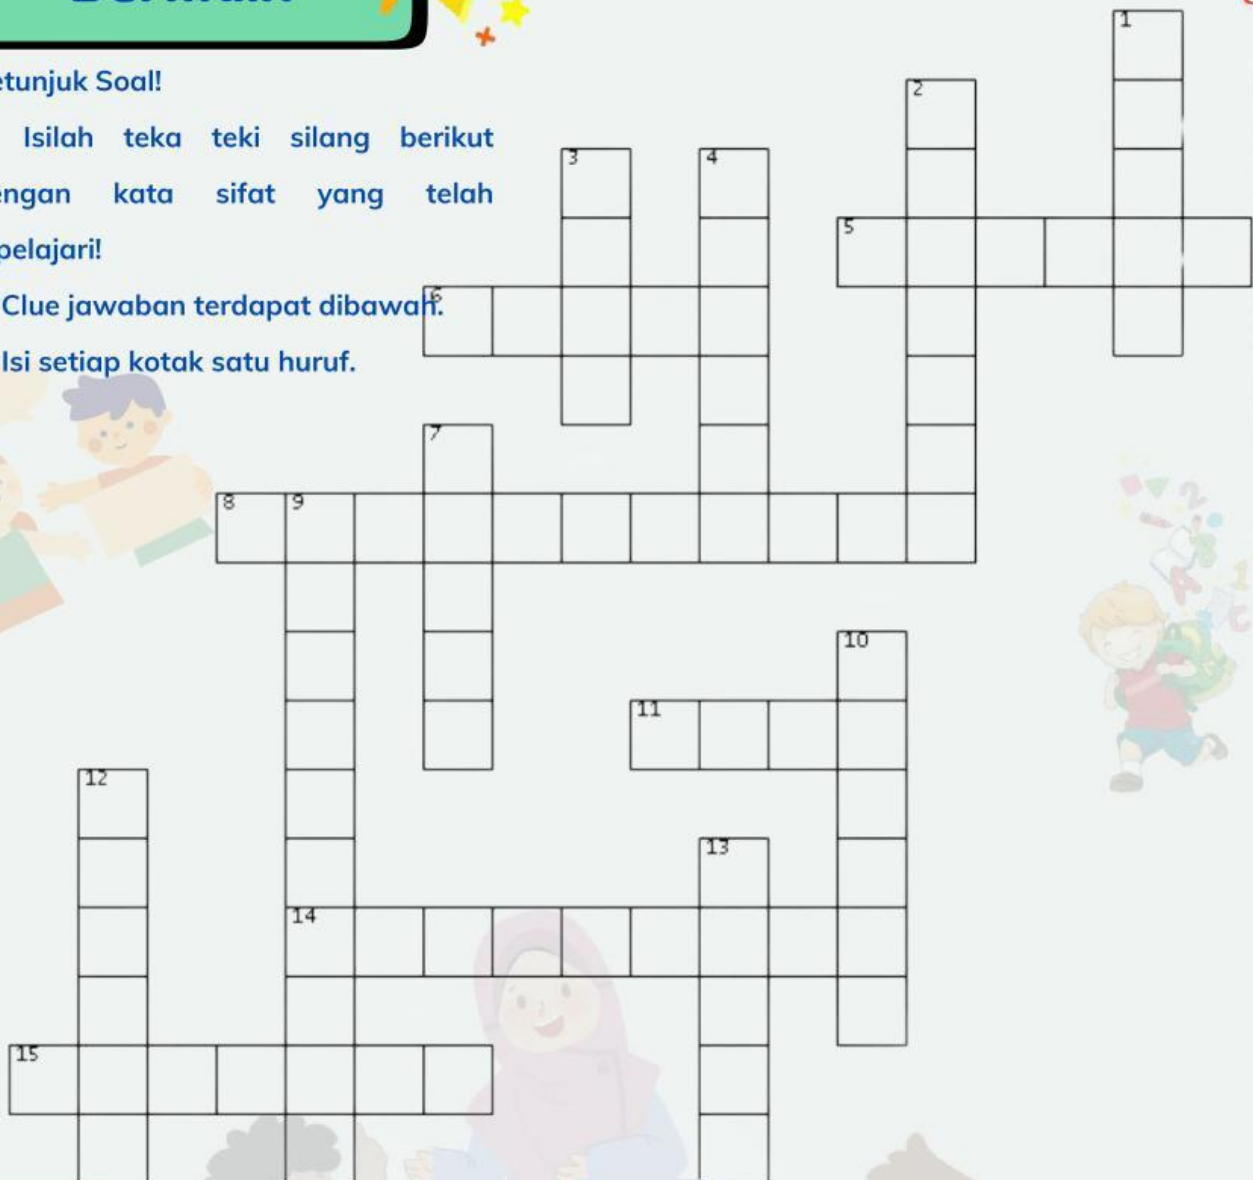 etunjuk Soal!
Isilah teka teki silang berikut
engan kata sifat yang telah
pelajari!
Clue jawaban terdapat dibawah.
Isi setiap kotak satu huruf.
1
2
3 4
5
6
7
8 9
10
11
12
13
14
15